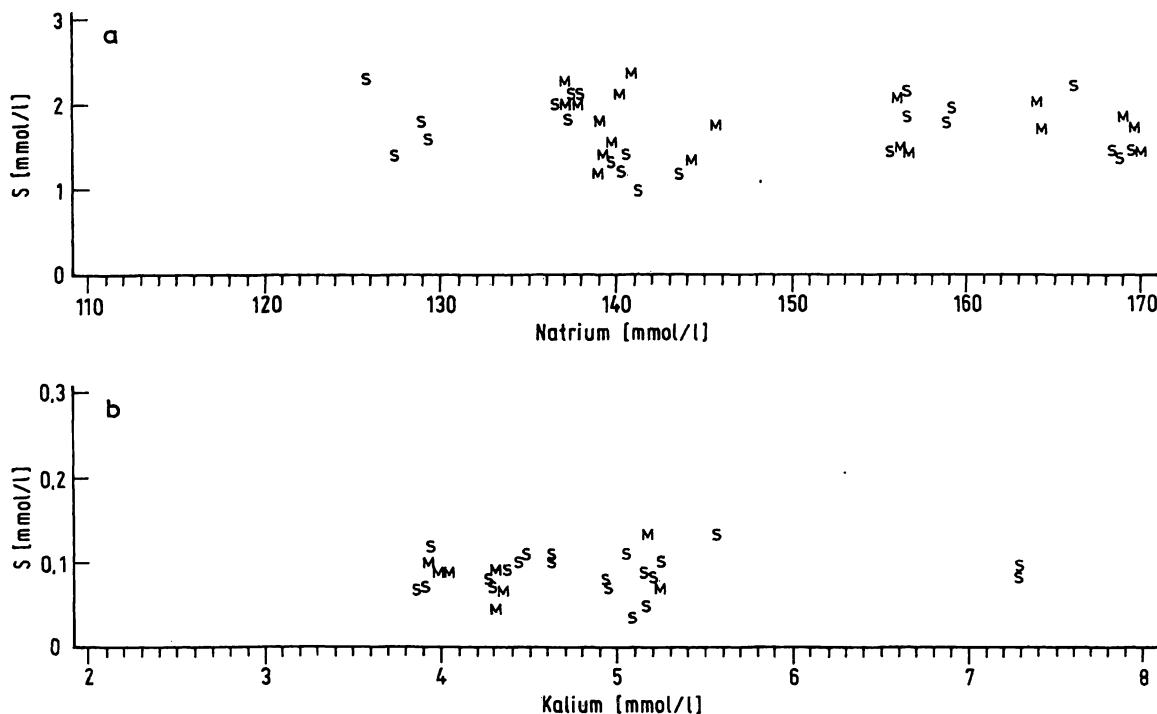 a
3
2
1
0
S [mmol/l]
S S S S
M S S M M S M S
M M M M M S M S S M S S
M M
S S M M S S S M M
M M S S M S S M
S
110 120 130 140 150 160 170
Natrium [mmol/l]
b
0,3
0,2
0,1
0
S [mmol/l]
S S S M M M
S S M S M M S S S S S
S S S S S M S S S M S
S S
2 3 4 5 6 7 8
Kalium [mmol/l]